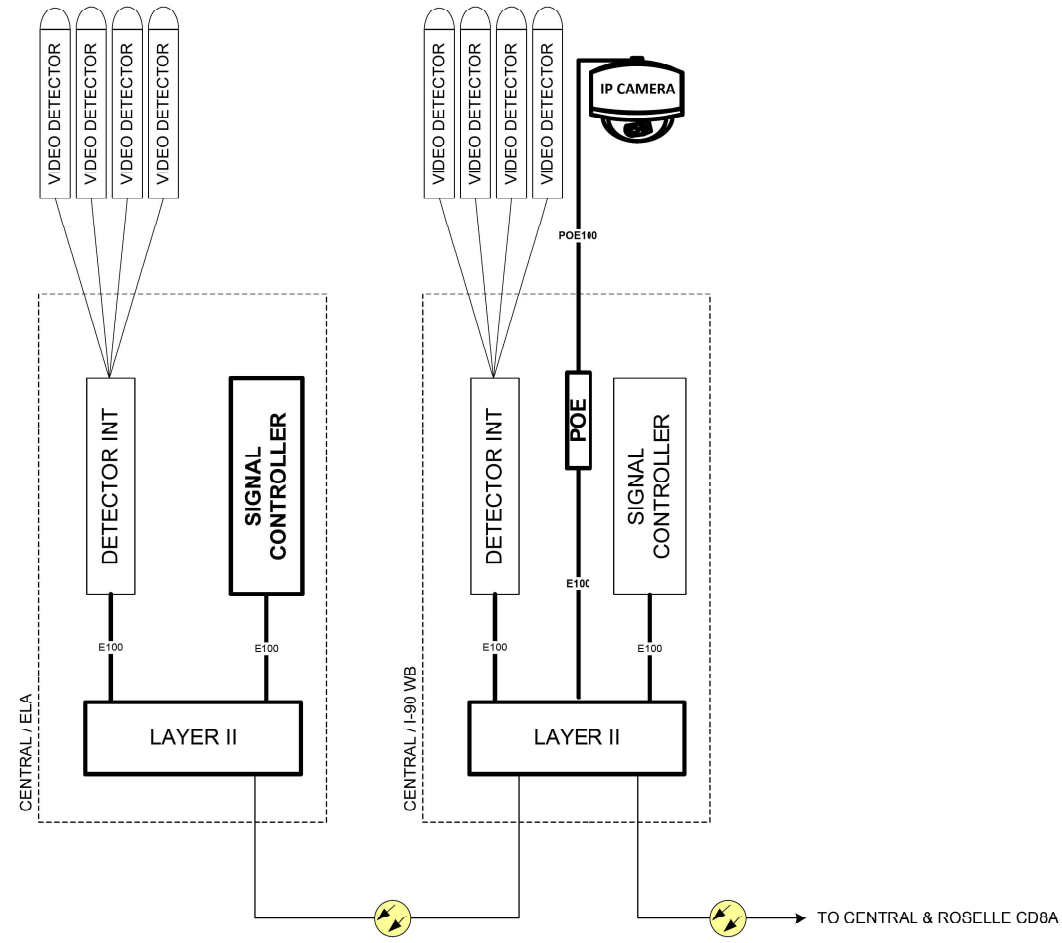 VIDEO DETECTOR
VIDEO DETECTOR
VIDEO DETECTOR
VIDEO DETECTOR
VIDEO DETECTOR
VIDEO DETECTOR
VIDEO DETECTOR
VIDEO DETECTOR
IP CAMERA
POE100
DETECTOR INT
SIGNAL
CONTROLLER
DETECTOR INT
POE
SIGNAL
CONTROLLER
E100
E100
E100
E100
E100
CENTRAL / ELA
LAYER II
CENTRAL / I-90 WB
LAYER II
TO CENTRAL & ROSELLE CD8A